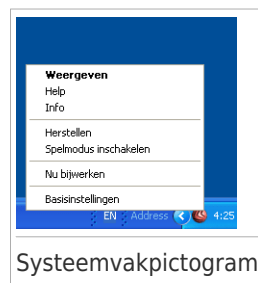 Weergeven
Help
Info
Herstellen
Spelmodus inschakelen
Nu bijwerken
Basisinstellingen
EN Address 4:25
Systeemvakpictogram